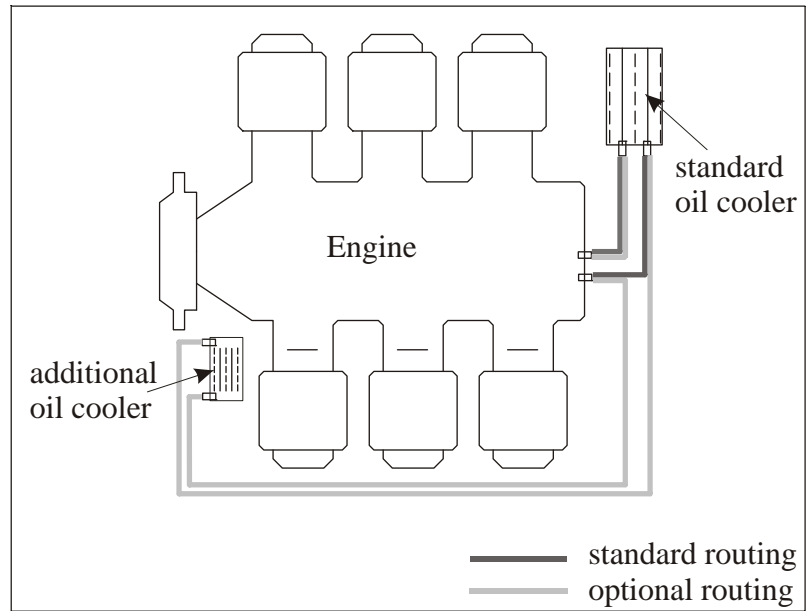 standard
oil cooler
Engine
additional
oil cooler
standard routing
optional routing